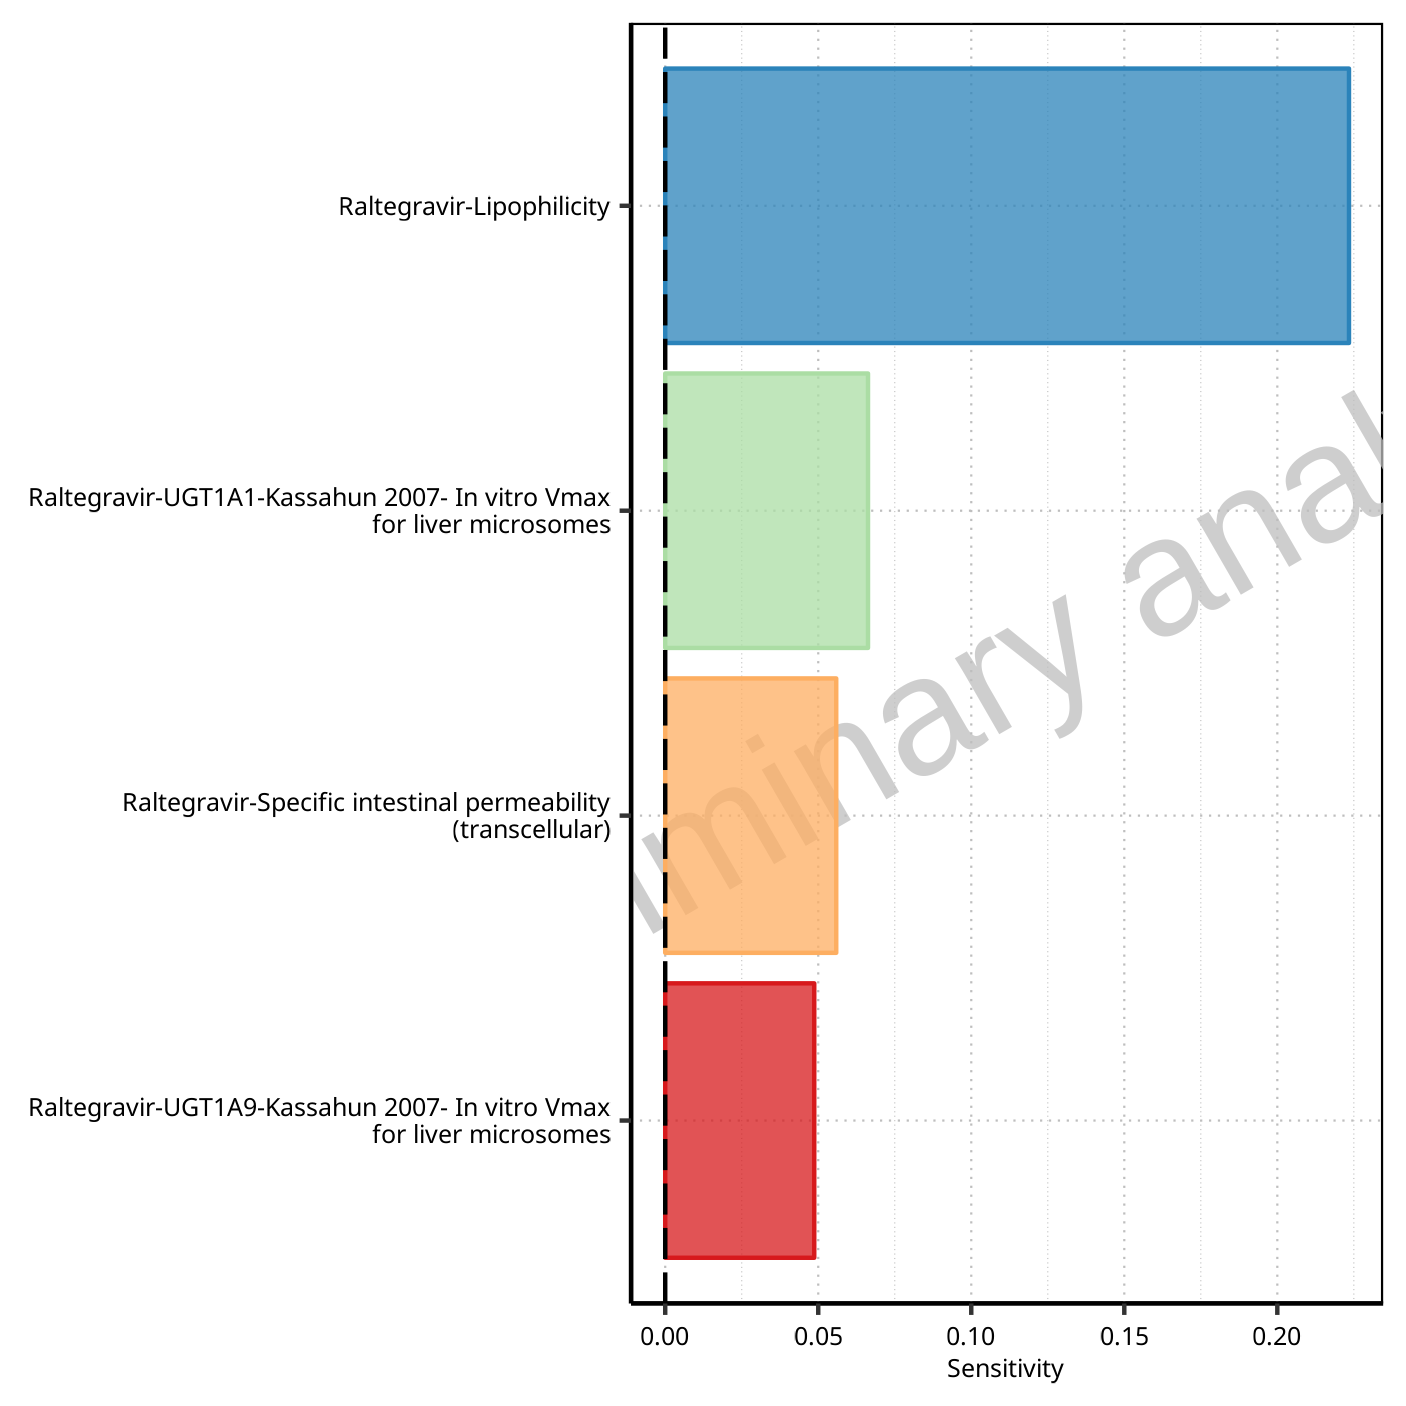 Raltegravir-Lipophilicity
Raltegravir-UGT1A1-Kassahun 2007- In vitro Vmax
for liver microsomes
Raltegravir-Specific intestinal permeability
(transcellular)
Raltegravir-UGT1A9-Kassahun 2007- In vitro Vmax
for liver microsomes
minary anal
0.00 0.05 0.10 0.15 0.20
Sensitivity